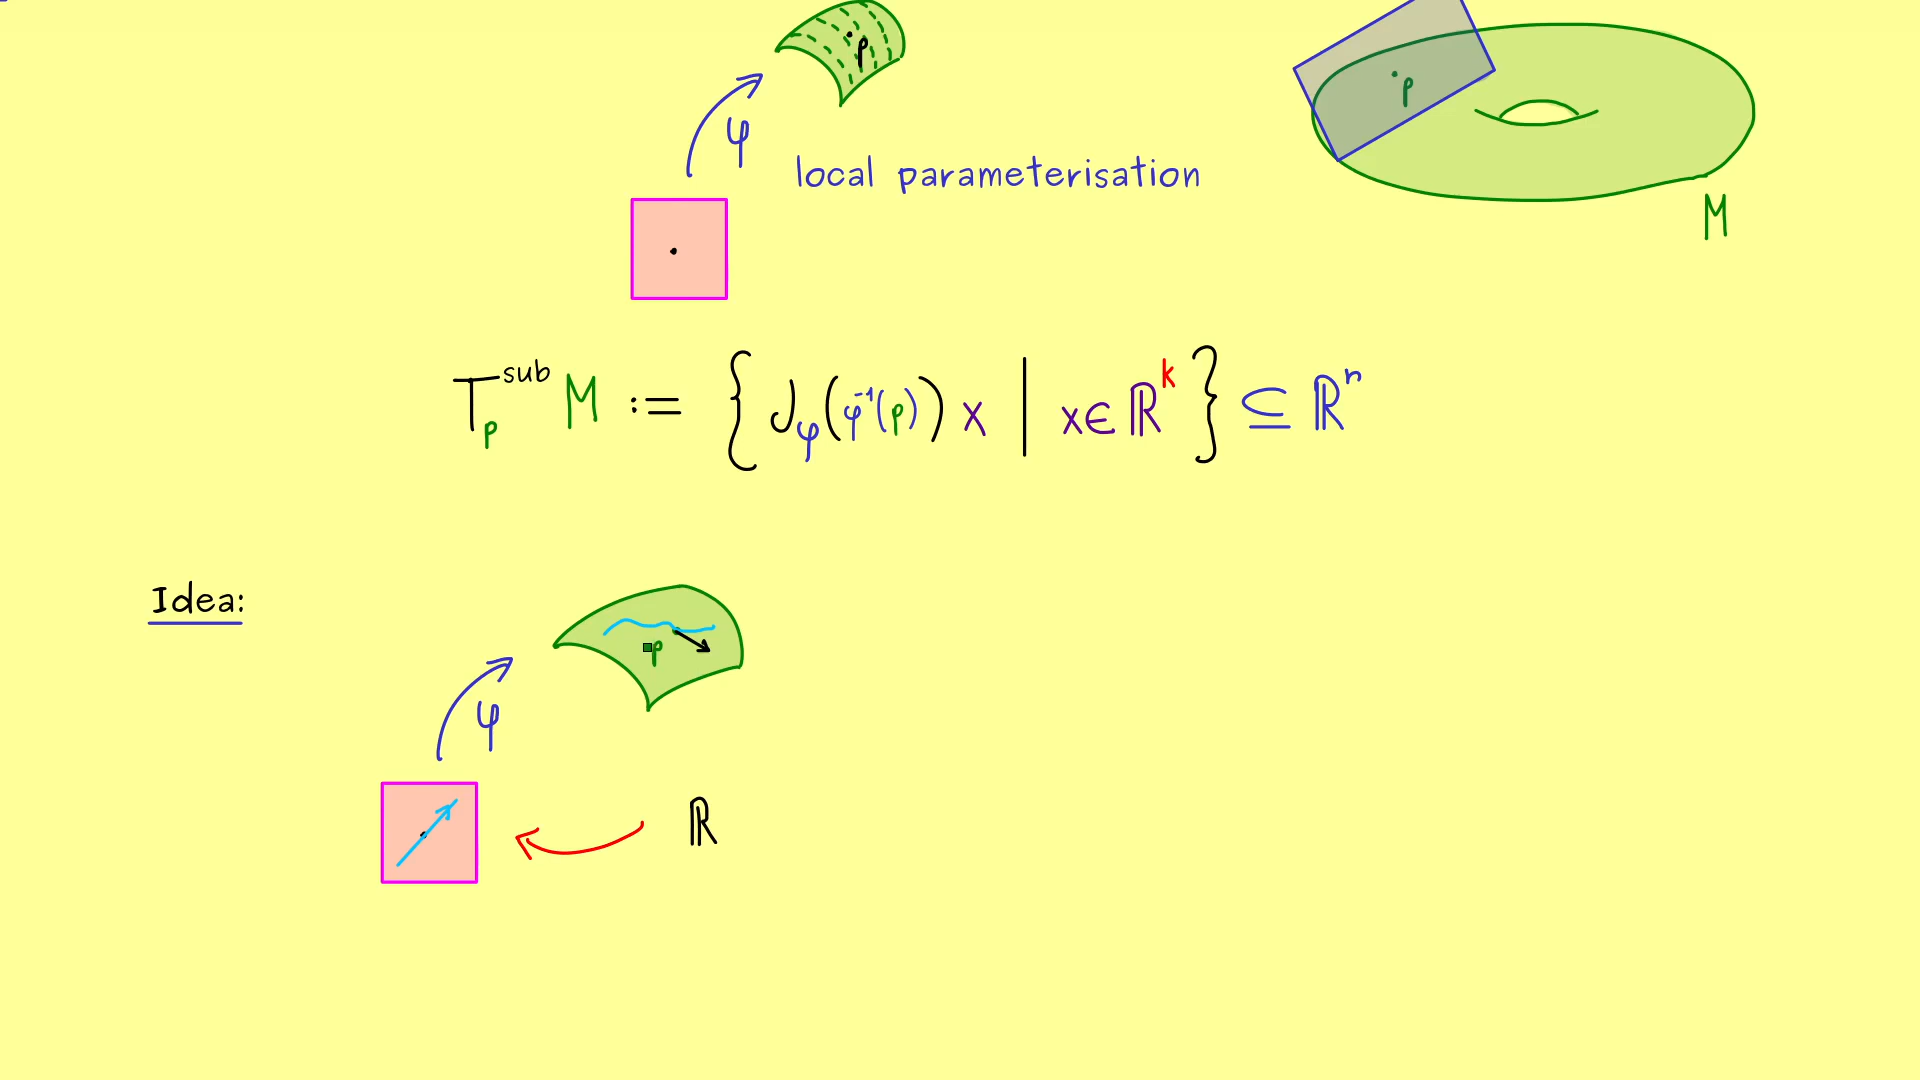 p
p
φ
local parameterisation
M
T_p^sub M := { J_φ(φ⁻¹(p)) x | x ∈ ℝ^k } ⊆ ℝ^n
Idea:
p
φ
ℝ